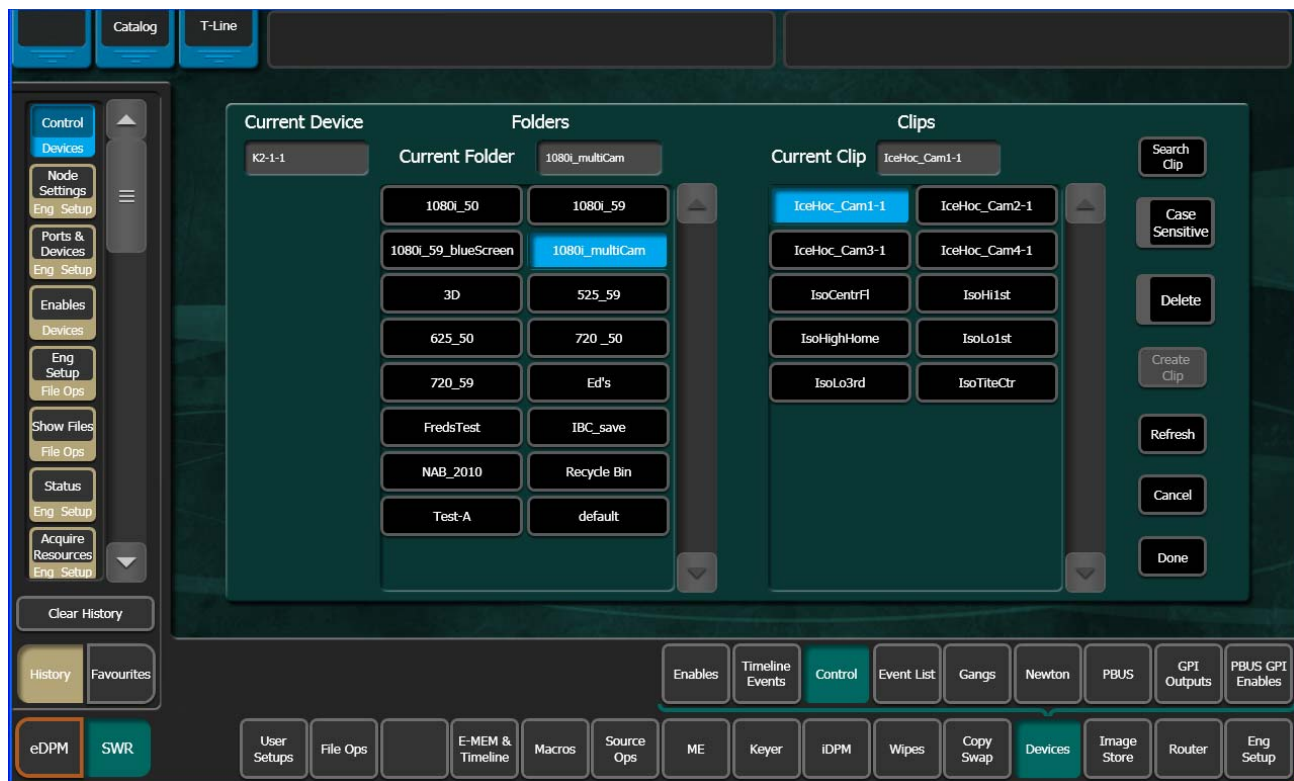 Catalog
T-Line
Control
Devices
Node
Settings
Eng Setup
Ports &
Devices
Eng Setup
Enables
Devices
Eng
Setup
File Ops
Show Files
File Ops
Status
Eng Setup
Acquire
Resources
Eng Setup
Clear History
History
Favourites
Current Device
K2-1-1
Folders
Current Folder
1080i_multiCam
1080i_50
1080i_59
1080i_59_blueScreen
1080i_multiCam
3D
525_59
625_50
720 _50
720_59
Ed's
FredsTest
IBC_save
NAB_2010
Recycle Bin
Test-A
default
Clips
Current Clip
IceHoc_Cam1-1
IceHoc_Cam1-1
IceHoc_Cam2-1
IceHoc_Cam3-1
IceHoc_Cam4-1
IsoCentrFl
IsoHi1st
IsoHighHome
IsoLo1st
IsoLo3rd
IsoTiteCtr
Search
Clip
Case
Sensitive
Delete
Create
Clip
Refresh
Cancel
Done
Enables
Timeline
Events
Control
Event List
Gangs
Newton
PBUS
GPI
Outputs
PBUS GPI
Enables
eDPM
SWR
User
Setups
File Ops
E-MEM &
Timeline
Macros
Source
Ops
ME
Keyer
iDPM
Wipes
Copy
Swap
Devices
Image
Store
Router
Eng
Setup